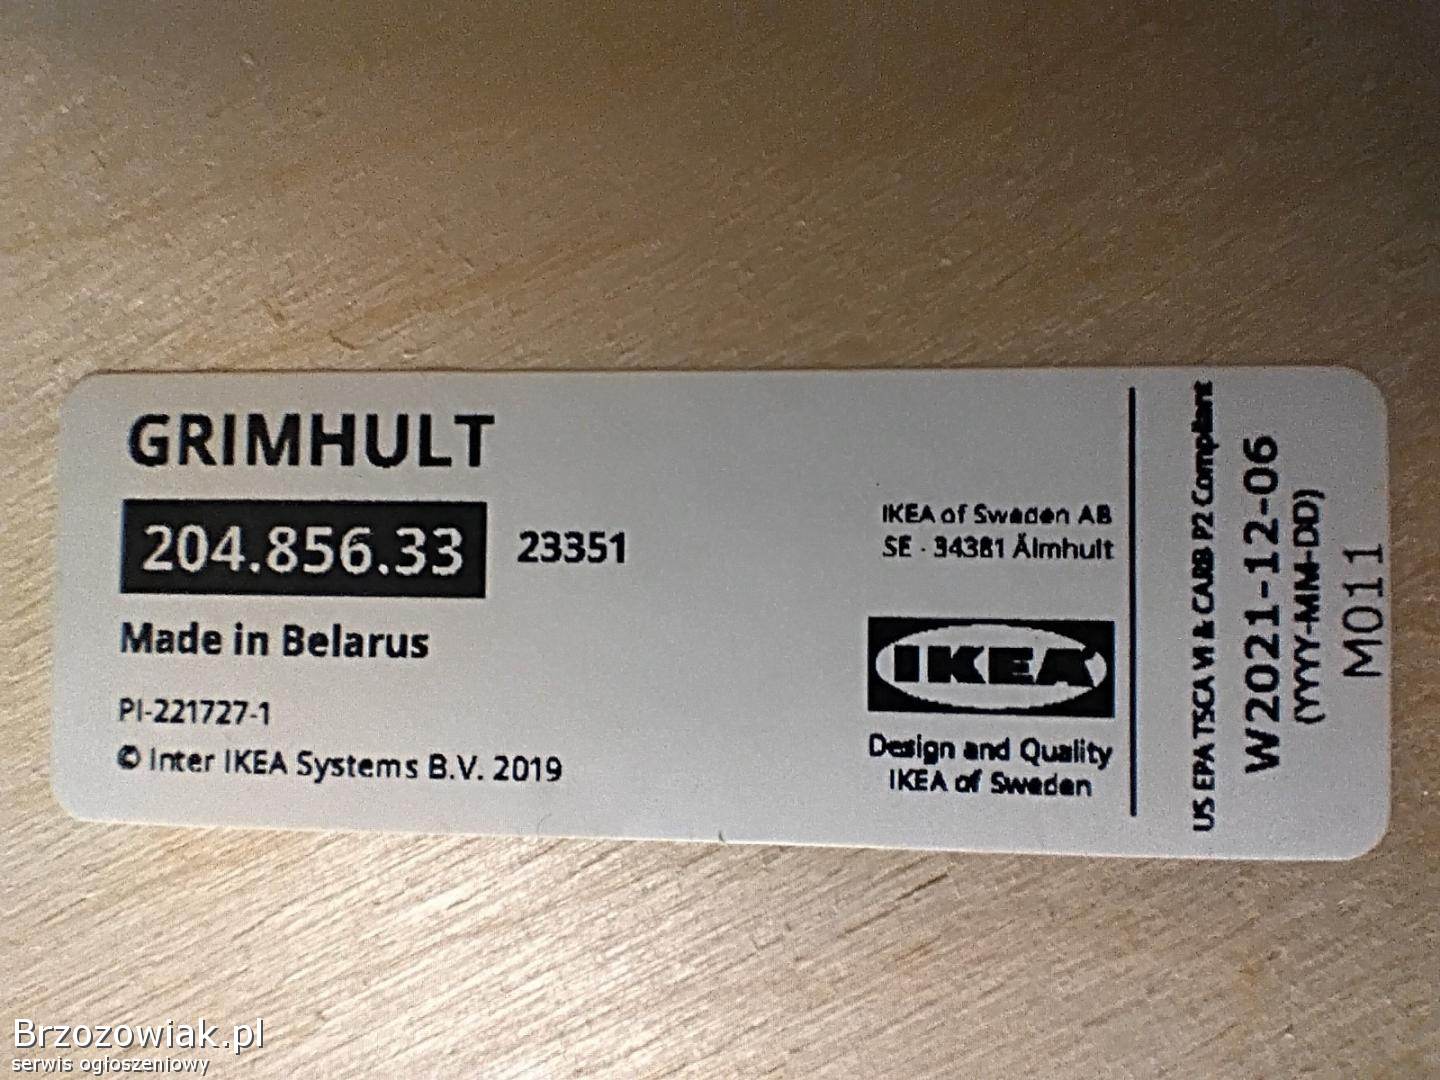 GRIMHULT
204.856.33
23351
Made in Belarus
PI-221727-1
© Inter IKEA Systems B.V. 2019
IKEA of Sweden AB
SE · 34381 Älmhult
IKEA
Design and Quality
IKEA of Sweden
US EPA TSCA VI & CARB P2 Compliant
W2021-12-06
(YYYY-MM-DD)
M011
Brzozowiak.pl
serwis ogłoszeniowy